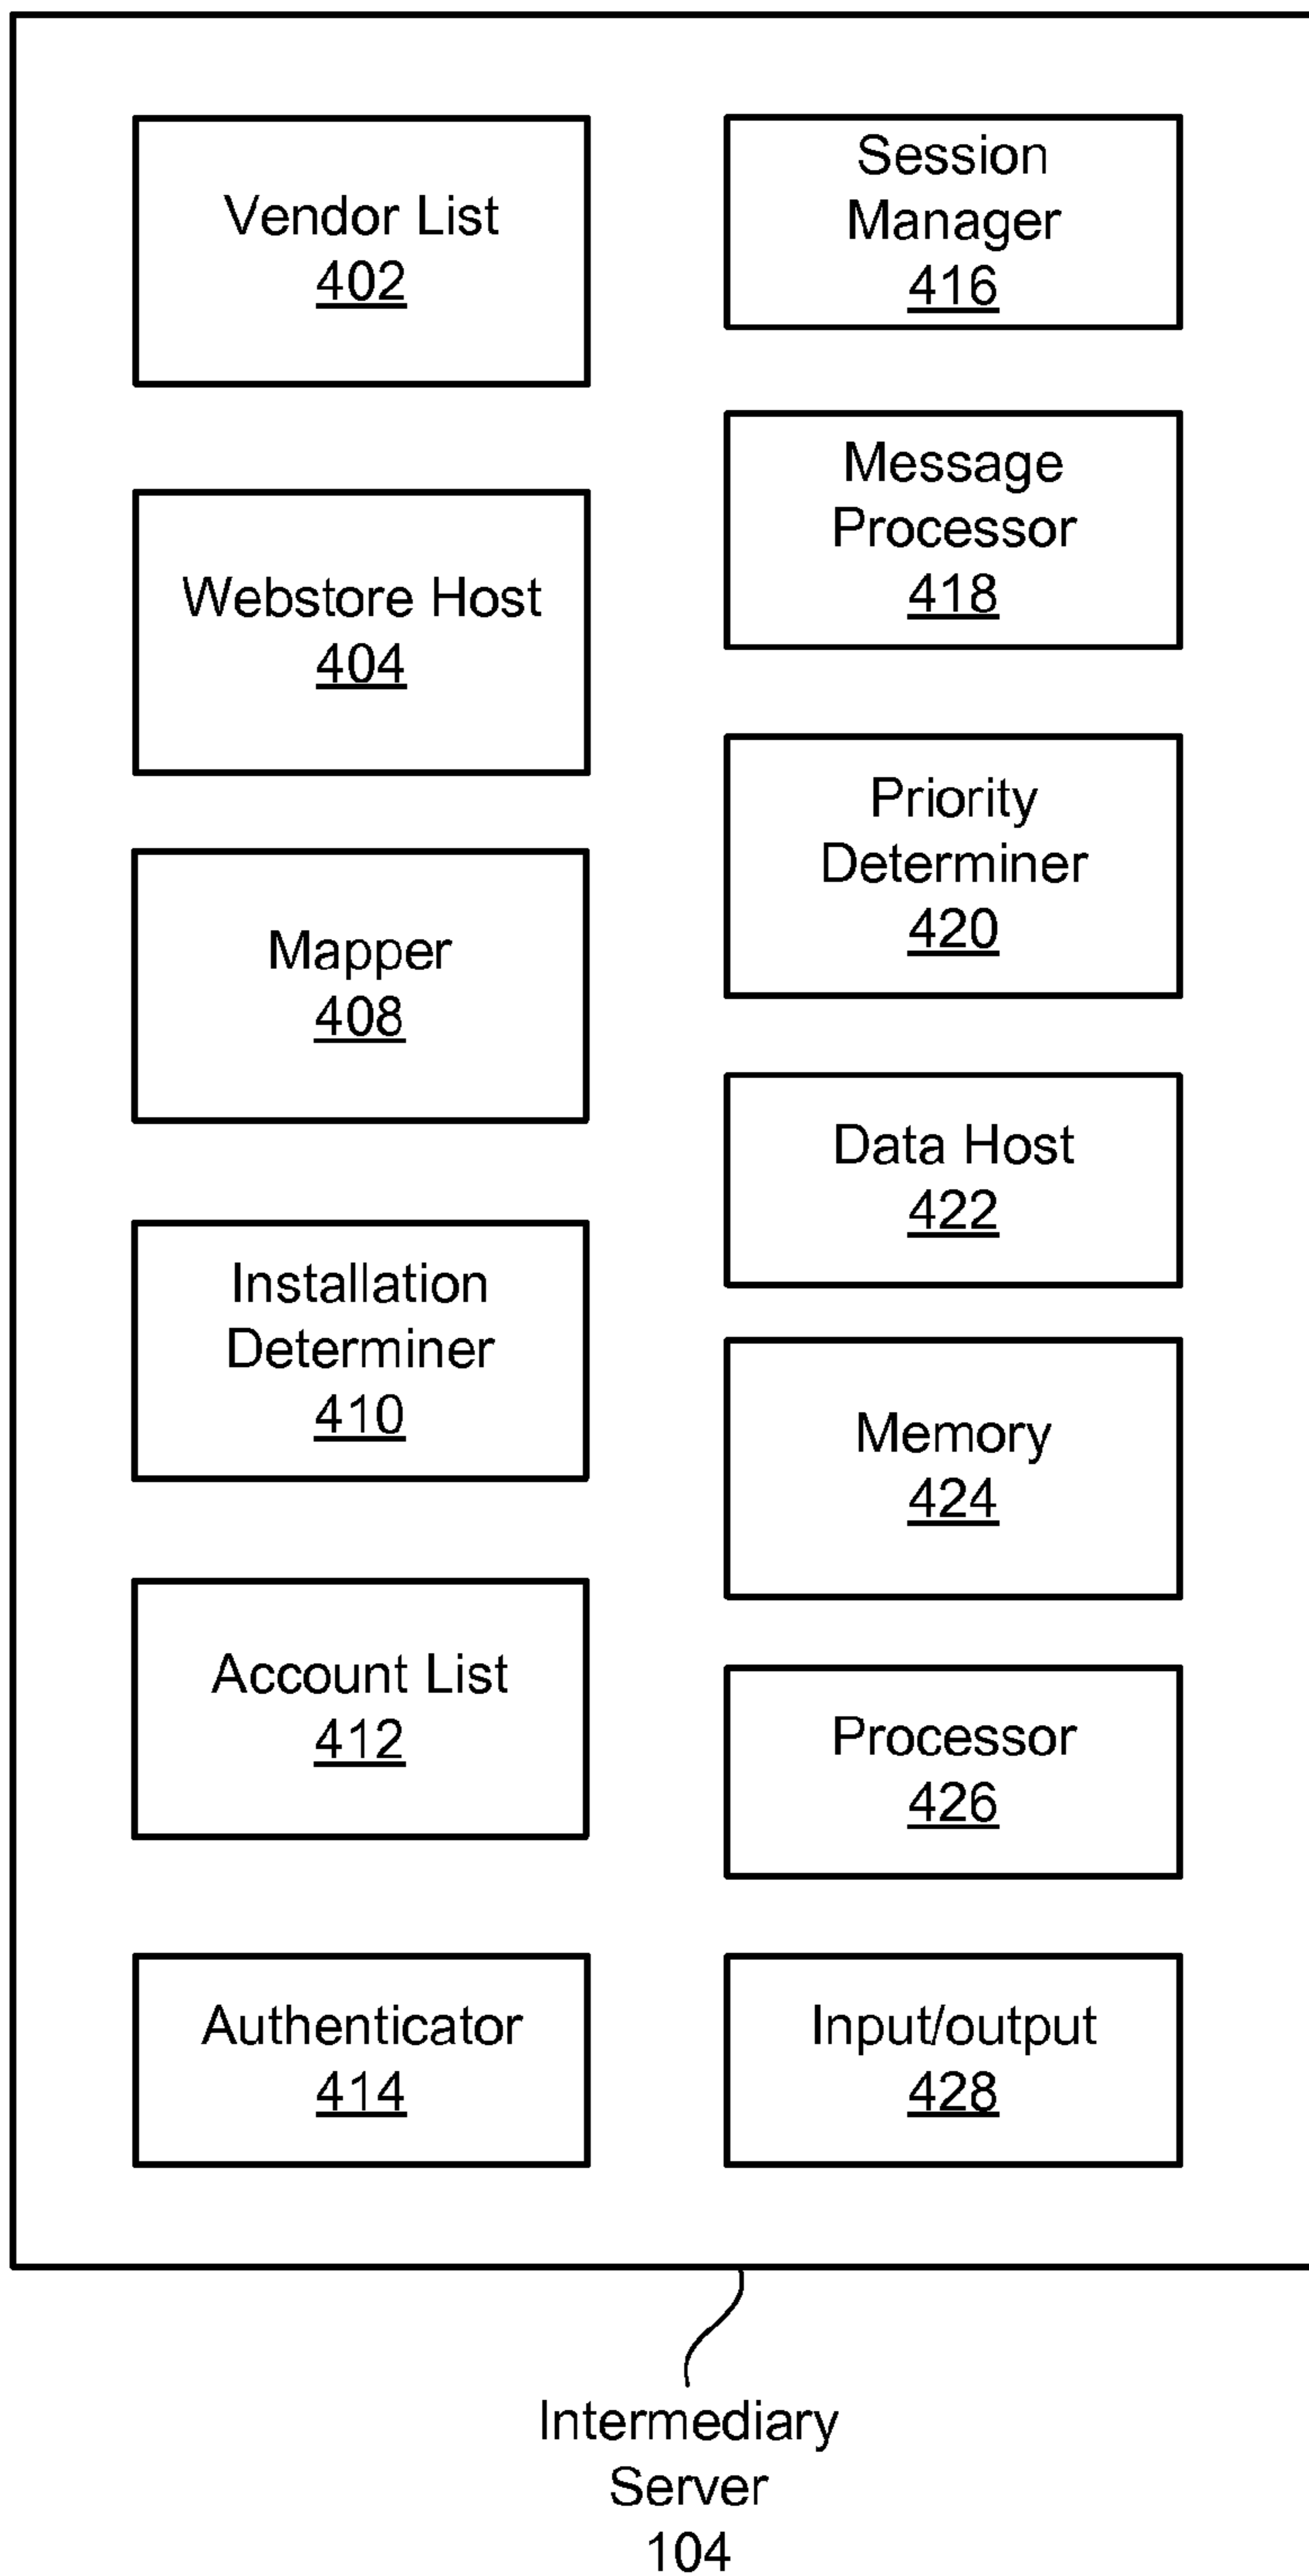 Vendor List
402
Webstore Host
404
Mapper
408
Installation
Determiner
410
Account List
412
Authenticator
414
Session
Manager
416
Message
Processor
418
Priority
Determiner
420
Data Host
422
Memory
424
Processor
426
Input/output
428
Intermediary
Server
104